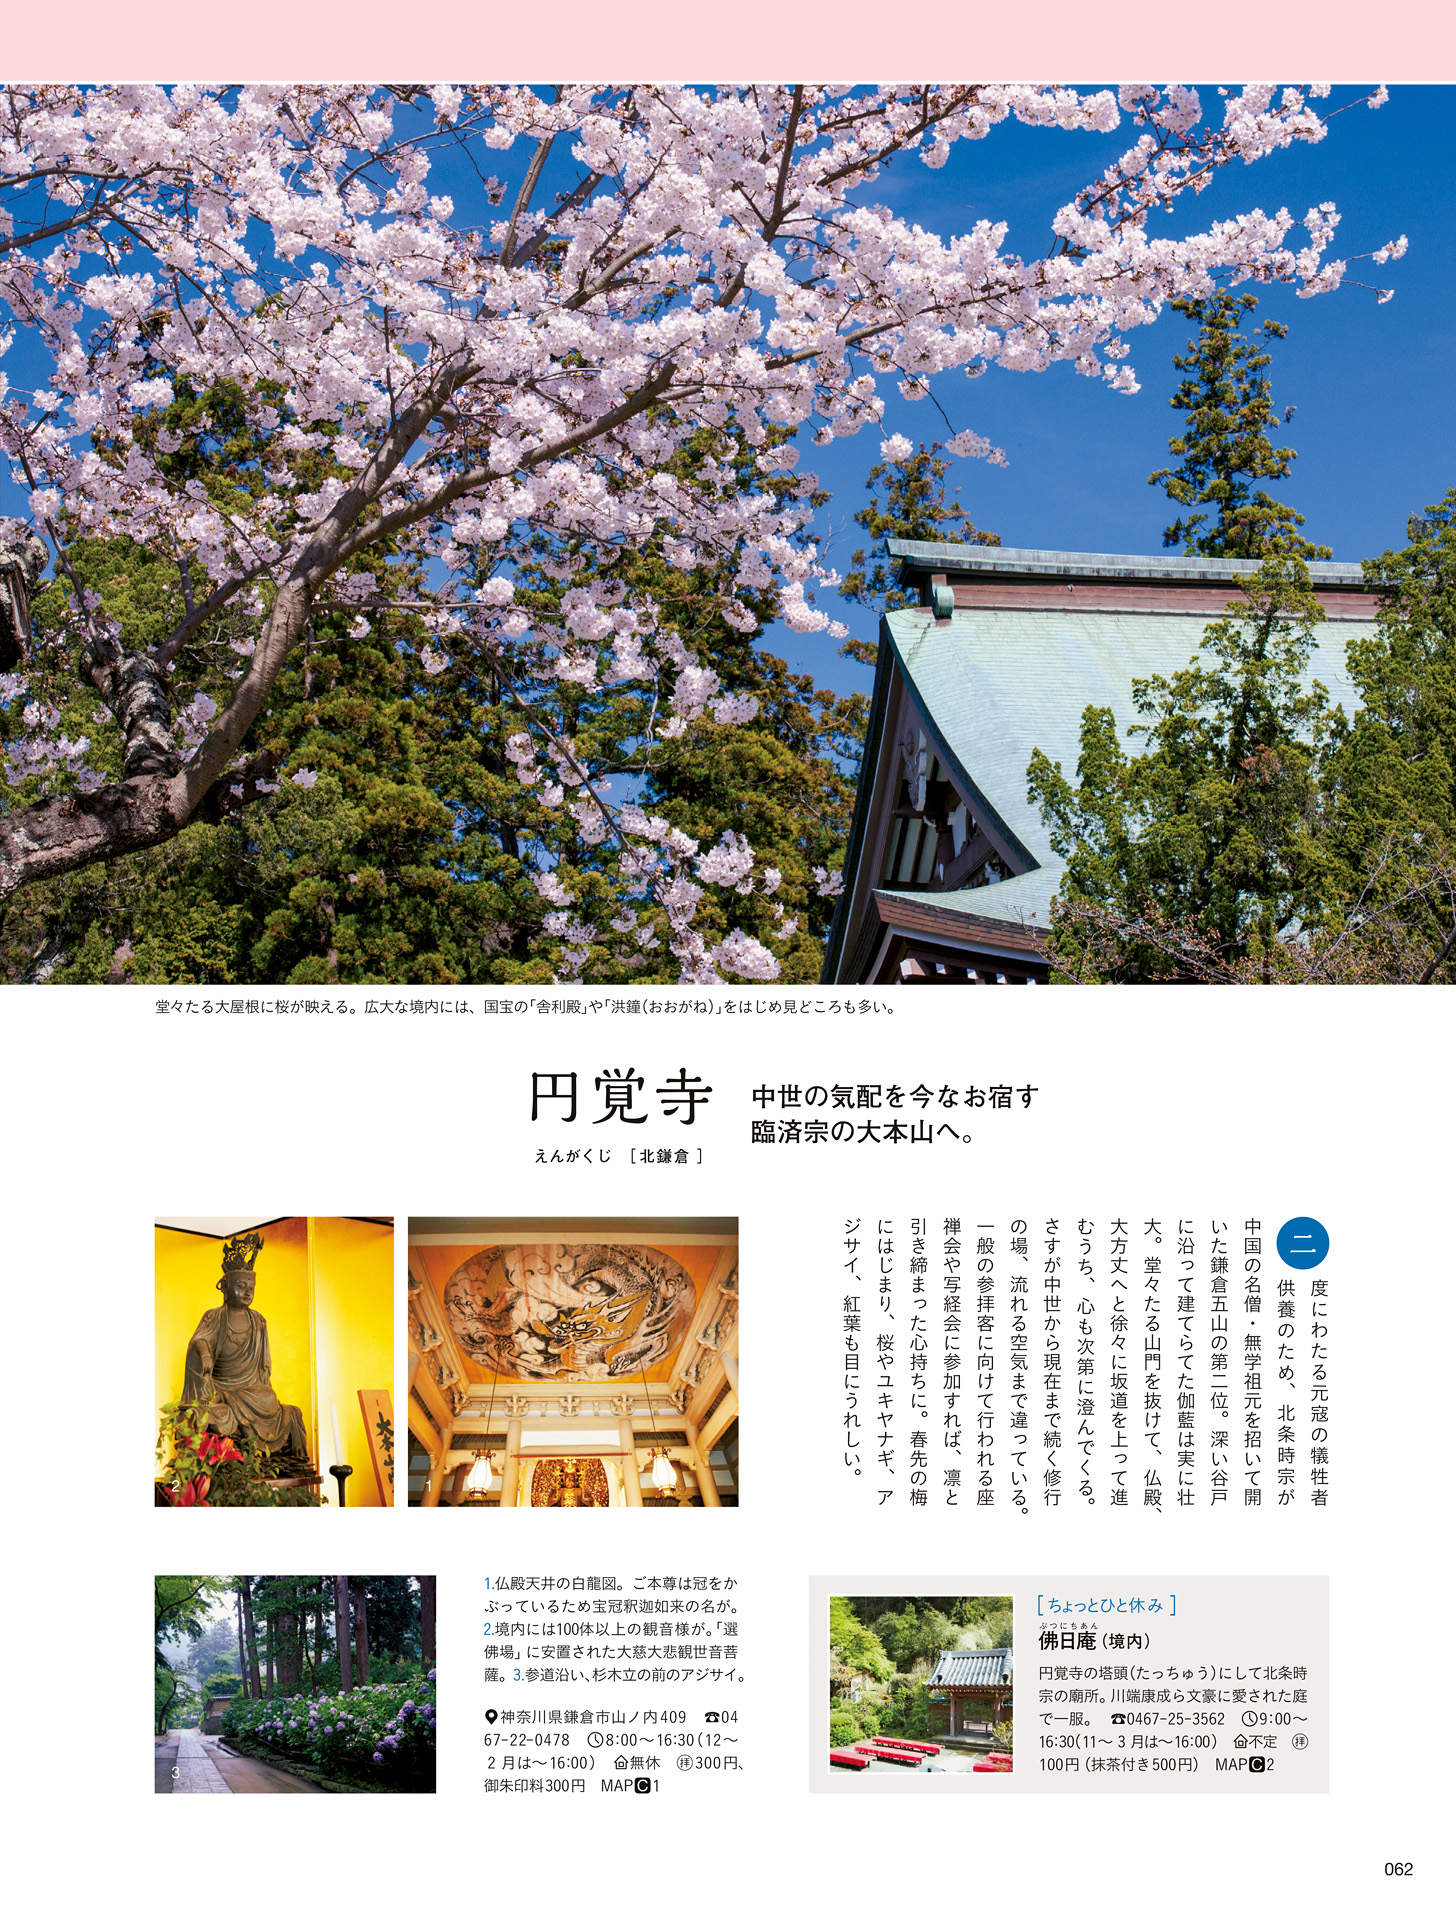 堂々たる大屋根に桜が映える。広大な境内には、国宝の「舎利殿」や「洪鐘（おおがね）」をはじめ見どころも多い。
円覚寺
えんがくじ ［北鎌倉］
中世の気配を今なお宿す
臨済宗の大本山へ。
二
度にわたる元寇の犠牲者
供養のため、北条時宗が
中国の名僧・無学祖元を招いて開
いた鎌倉五山の第二位。深い谷戸
に沿って建てらてた伽藍は実に壮
大。堂々たる山門を抜けて、仏殿、
大方丈へと徐々に坂道を上って進
むうち、心も次第に澄んでくる。
さすが中世から現在まで続く修行
の場、流れる空気まで違っている。
一般の参拝客に向けて行われる座
禅会や写経会に参加すれば、凛と
引き締まった心持ちに。春先の梅
にはじまり、桜やユキヤナギ、ア
ジサイ、紅葉も目にうれしい。
2
1
3
1.仏殿天井の白龍図。ご本尊は冠をか
ぶっているため宝冠釈迦如来の名が。
2.境内には100体以上の観音様が。「選
佛場」に安置された大慈大悲観世音菩
薩。3.参道沿い、杉木立の前のアジサイ。
神奈川県鎌倉市山ノ内409 ☎04
67-22-0478 8：00〜16：30（12〜
2月は〜16：00） 無休 拝300円、
御朱印料300円 MAP C 1
［ちょっとひと休み］
ぶつにちあん
佛日庵（境内）
円覚寺の塔頭（たっちゅう）にして北条時
宗の廟所。川端康成ら文豪に愛された庭
で一服。 ☎0467-25-3562 9：00〜
16：30（11〜3月は〜16：00） 不定 拝
100円（抹茶付き500円） MAP C 2
062